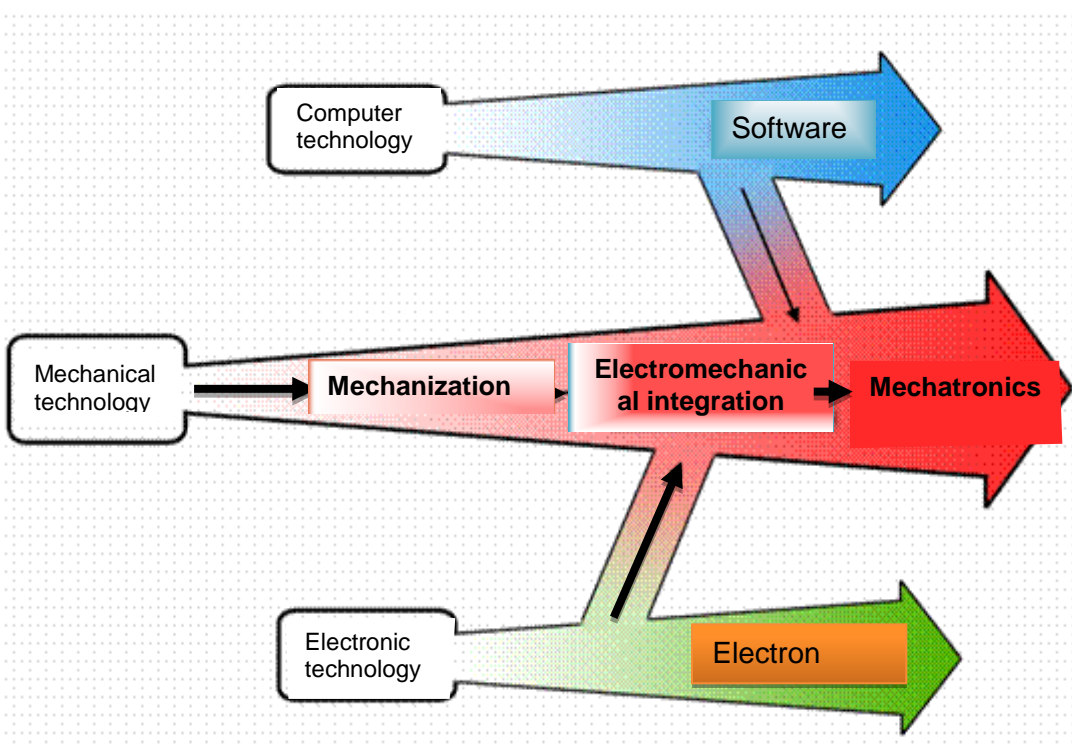 Computer
technology
Software
Mechanical
technology
Mechanization
Electromechanic
al integration
Mechatronics
Electronic
technology
Electron